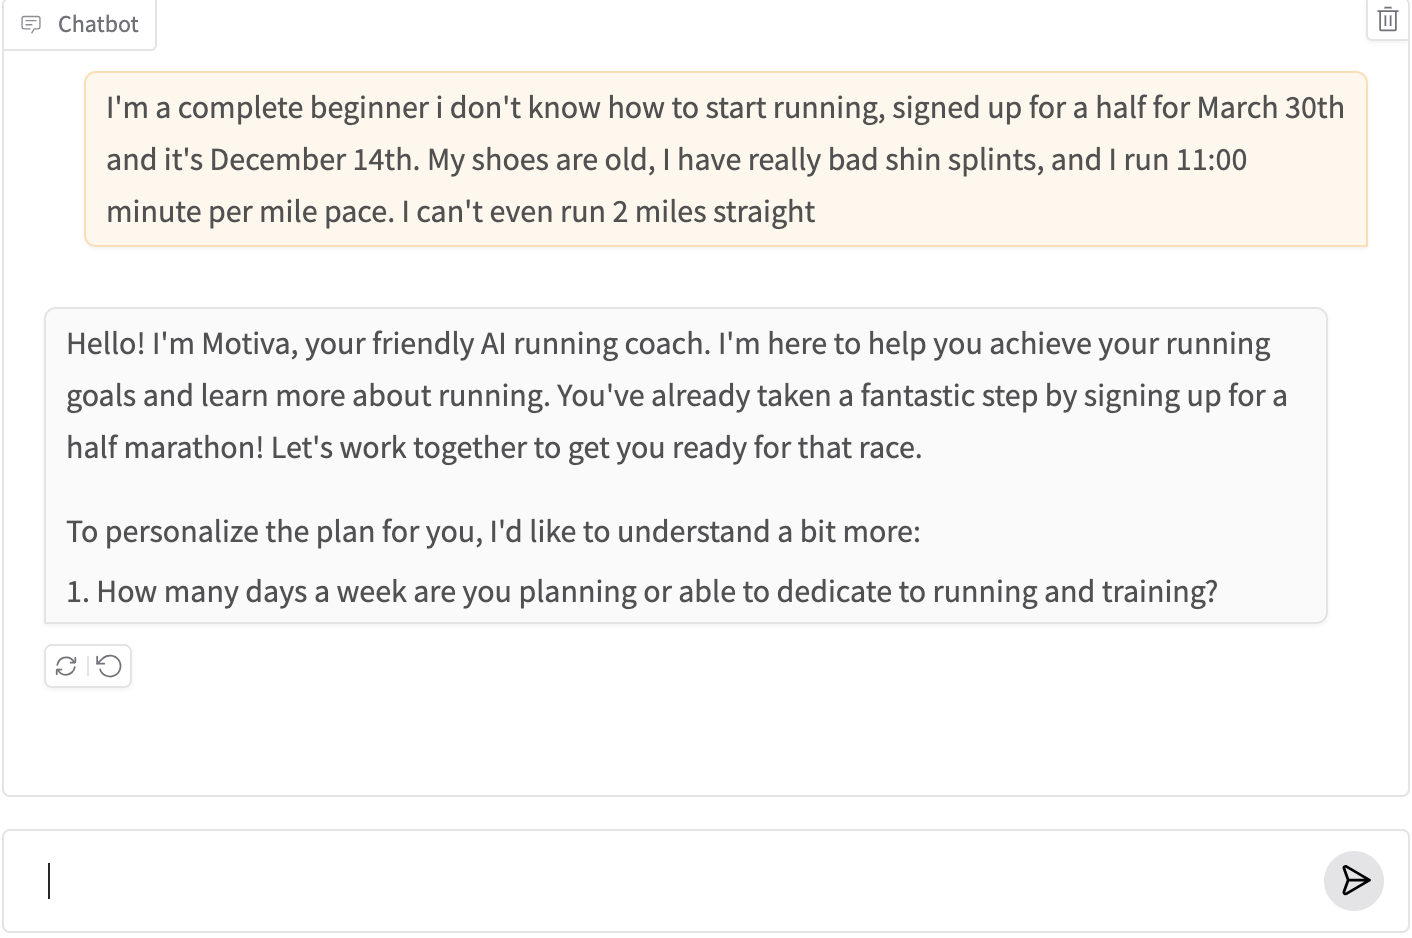 Chatbot
I'm a complete beginner i don't know how to start running, signed up for a half for March 30th
and it's December 14th. My shoes are old, I have really bad shin splints, and I run 11:00
minute per mile pace. I can't even run 2 miles straight
Hello! I'm Motiva, your friendly AI running coach. I'm here to help you achieve your running
goals and learn more about running. You've already taken a fantastic step by signing up for a
half marathon! Let's work together to get you ready for that race.
To personalize the plan for you, I'd like to understand a bit more:
1. How many days a week are you planning or able to dedicate to running and training?